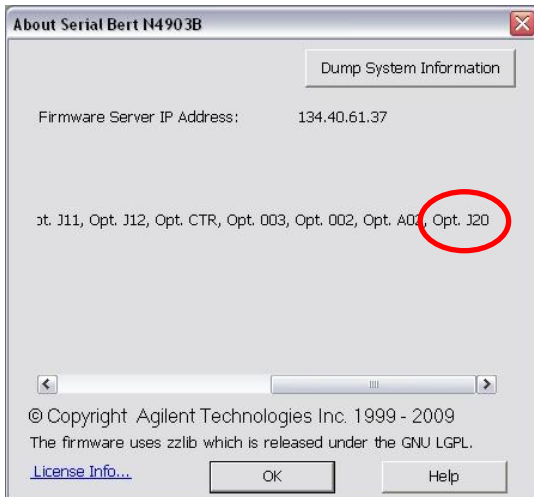 About Serial Bert N4903B
Dump System Information
Firmware Server IP Address: 134.40.61.37
pt. J11, Opt. J12, Opt. CTR, Opt. 003, Opt. 002, Opt. A02, Opt. J20
© Copyright Agilent Technologies Inc. 1999 - 2009
The firmware uses zzlib which is released under the GNU LGPL.
License Info...
OK
Help